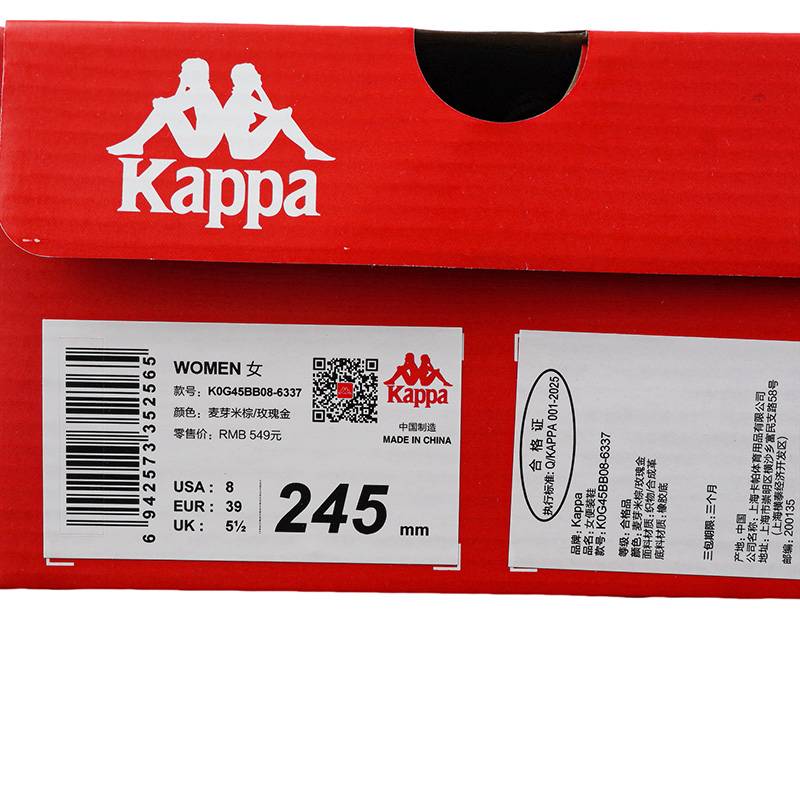 Kappa
WOMEN 女
款号: K0G45BB08-6337
颜色: 麦芽米棕/玫瑰金
零售价: RMB 549元
Kappa
中国制造
MADE IN CHINA
USA : 8
EUR : 39
UK : 5½
245 mm
6 942573 352565
合格证
执行标准: Q/KAPPA 001-2025
品牌: Kappa
品名: 女便装鞋
款号: K0G45BB08-6337
等级: 合格品
颜色: 麦芽米棕/玫瑰金
面料材质: 织物/合成革
底料材质: 橡胶底
三包期限: 三个月
产地: 中国
公司名称: 上海卡帕体育用品有限公司
地址: 上海市崇明区横沙乡富民支路58号
(上海横泰经济开发区)
邮编: 200135